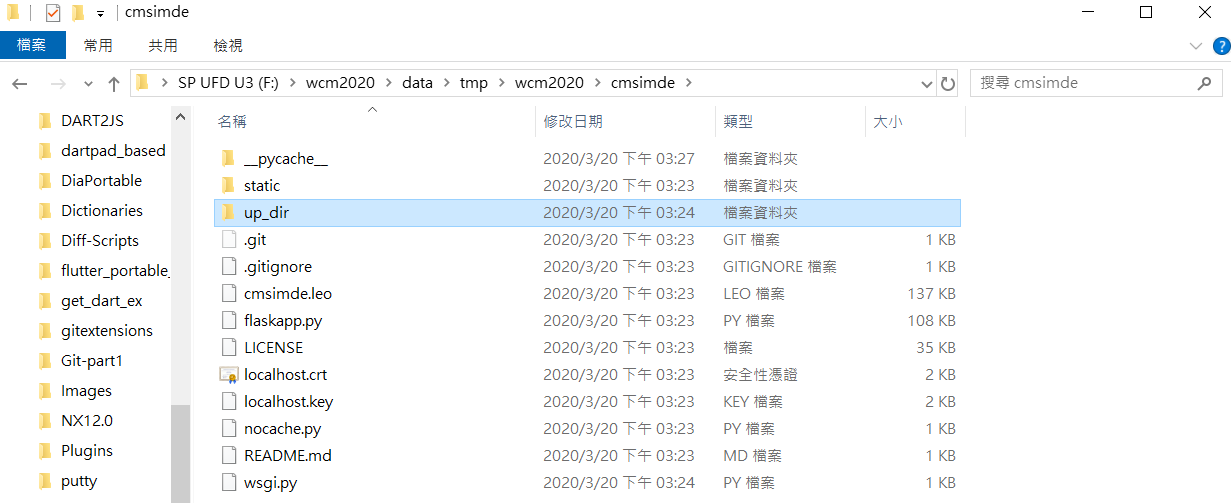 cmsimde
檔案 常用 共用 檢視
SP UFD U3 (F:) wcm2020 data tmp wcm2020 cmsimde 搜尋 cmsimde
DART2JS
dartpad_based
DiaPortable
Dictionaries
Diff-Scripts
flutter_portable_
get_dart_ex
gitextensions
Git-part1
Images
NX12.0
Plugins
putty
名稱 修改日期 類型 大小
__pycache__ 2020/3/20 下午 03:27 檔案資料夾
static 2020/3/20 下午 03:23 檔案資料夾
up_dir 2020/3/20 下午 03:24 檔案資料夾
.git 2020/3/20 下午 03:23 GIT 檔案 1 KB
.gitignore 2020/3/20 下午 03:23 GITIGNORE 檔案 1 KB
cmsimde.leo 2020/3/20 下午 03:23 LEO 檔案 137 KB
flaskapp.py 2020/3/20 下午 03:23 PY 檔案 108 KB
LICENSE 2020/3/20 下午 03:23 檔案 35 KB
localhost.crt 2020/3/20 下午 03:23 安全性憑證 2 KB
localhost.key 2020/3/20 下午 03:23 KEY 檔案 2 KB
nocache.py 2020/3/20 下午 03:23 PY 檔案 1 KB
README.md 2020/3/20 下午 03:23 MD 檔案 1 KB
wsgi.py 2020/3/20 下午 03:24 PY 檔案 1 KB